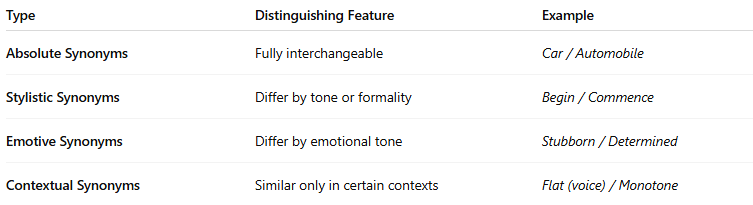 Type Distinguishing Feature Example
Absolute Synonyms Fully interchangeable Car / Automobile
Stylistic Synonyms Differ by tone or formality Begin / Commence
Emotive Synonyms Differ by emotional tone Stubborn / Determined
Contextual Synonyms Similar only in certain contexts Flat (voice) / Monotone